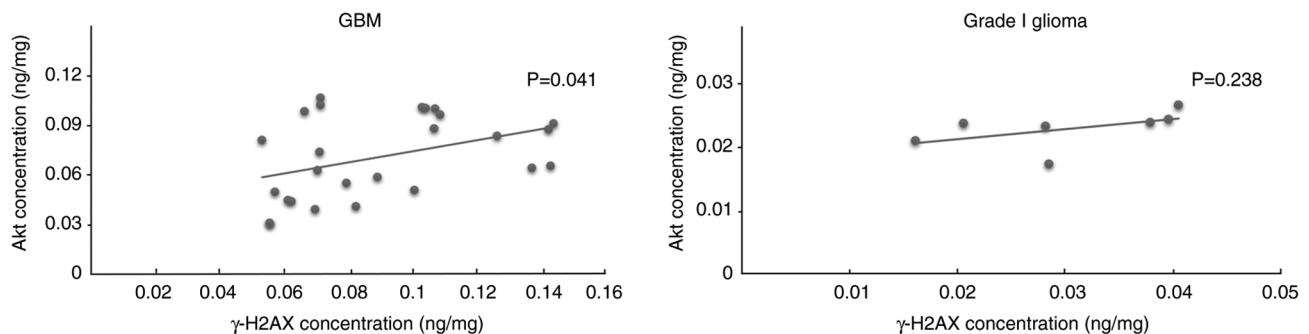 GBM
Akt concentration (ng/mg)
0.12
0.09
0.06
0.03
0
P=0.041
0.02 0.04 0.06 0.08 0.1 0.12 0.14 0.16
γ-H2AX concentration (ng/mg)
Grade I glioma
Akt concentration (ng/mg)
0.03
0.02
0.01
0
P=0.238
0.01 0.02 0.03 0.04 0.05
γ-H2AX concentration (ng/mg)